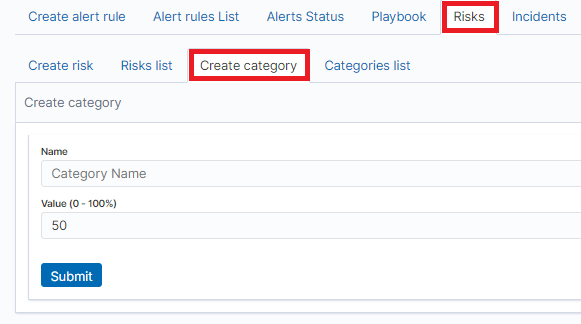 Create alert rule Alert rules List Alerts Status Playbook Risks Incidents
Create risk Risks list Create category Categories list
Create category
Name
Category Name
Value (0 - 100%)
50
Submit